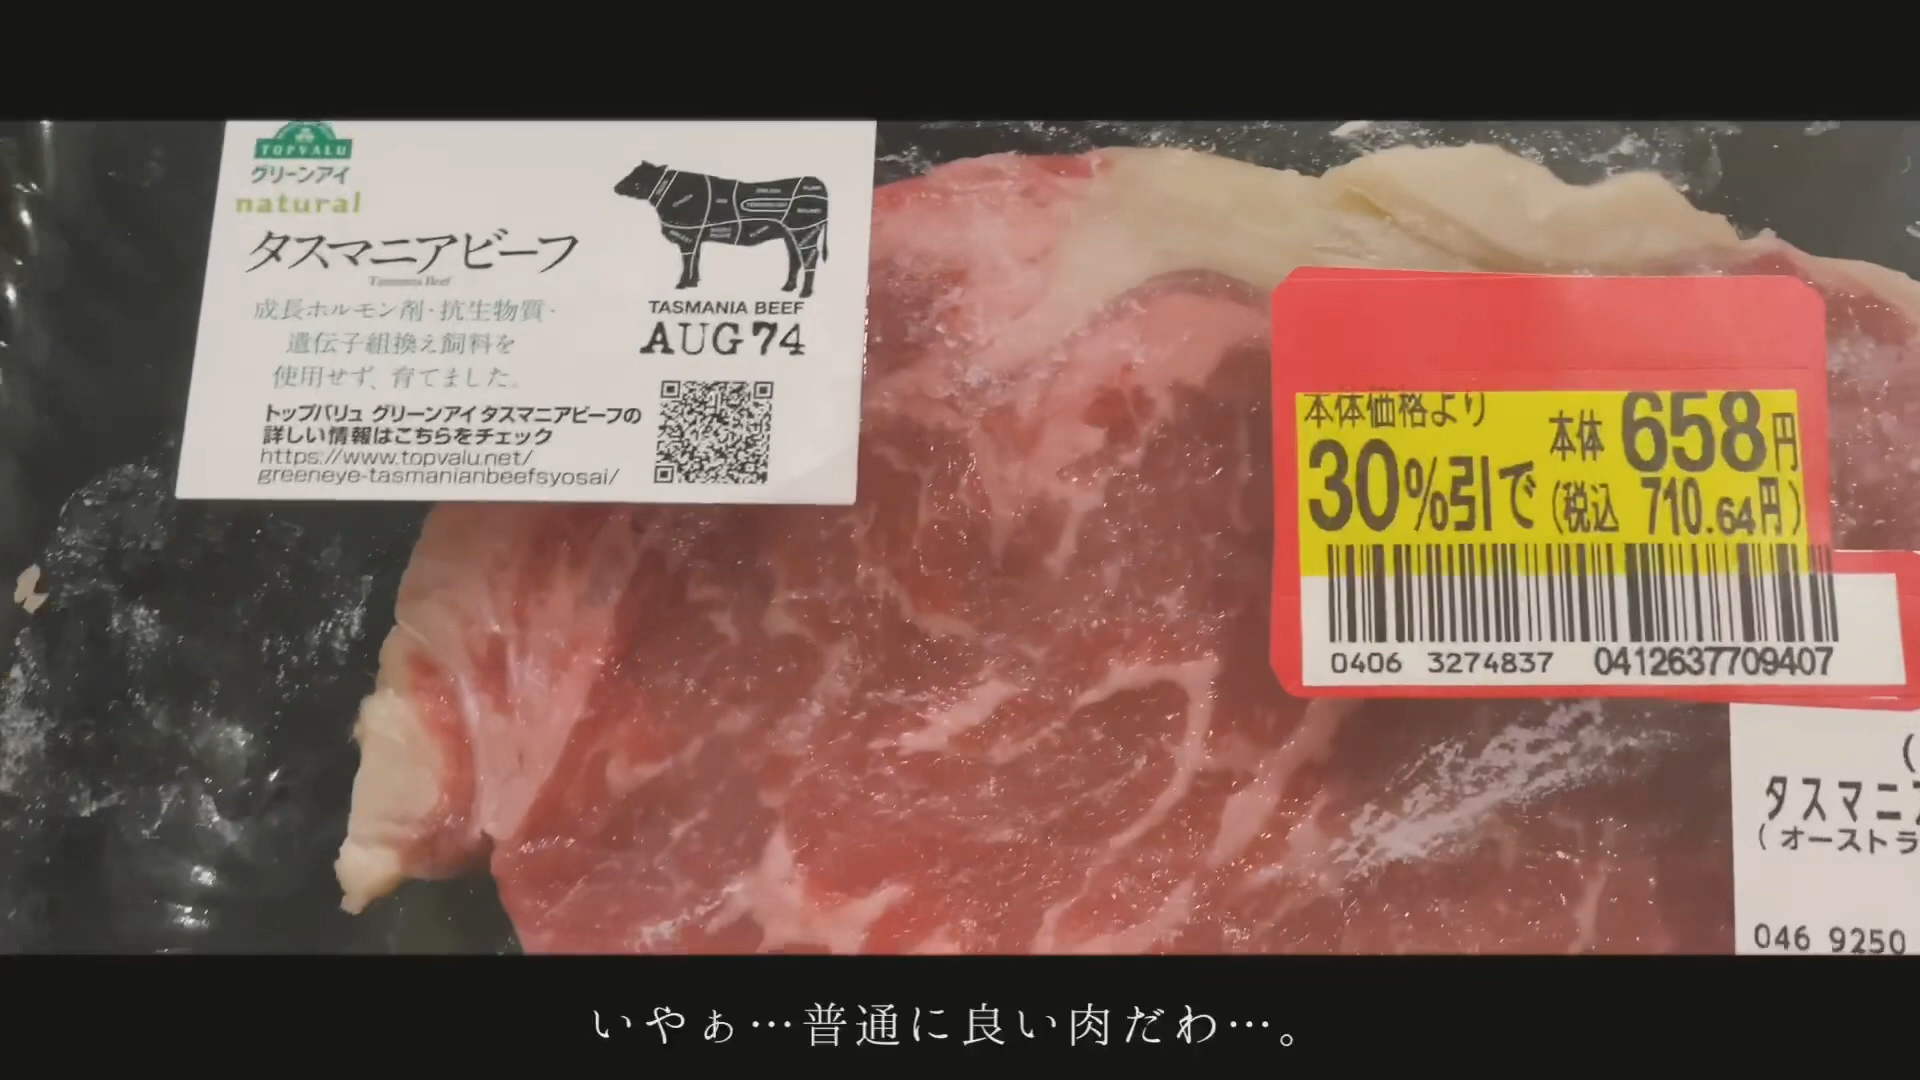 TOPVALU
グリーンアイ
natural
タスマニアビーフ
Tasmania Beef
成長ホルモン剤・抗生物質・
遺伝子組換え飼料を
使用せず、育てました。
トップバリュ グリーンアイ タスマニアビーフの
詳しい情報はこちらをチェック
https://www.topvalu.net/
greeneye-tasmanianbeefsyosai/
TASMANIA BEEF
AUG 74
本体価格より
30%引で
本体 658円
(税込 710.64円)
0406 3274837 0412637709407
(
タスマニ
(オーストラ
046 9250
いやぁ…普通に良い肉だわ…。